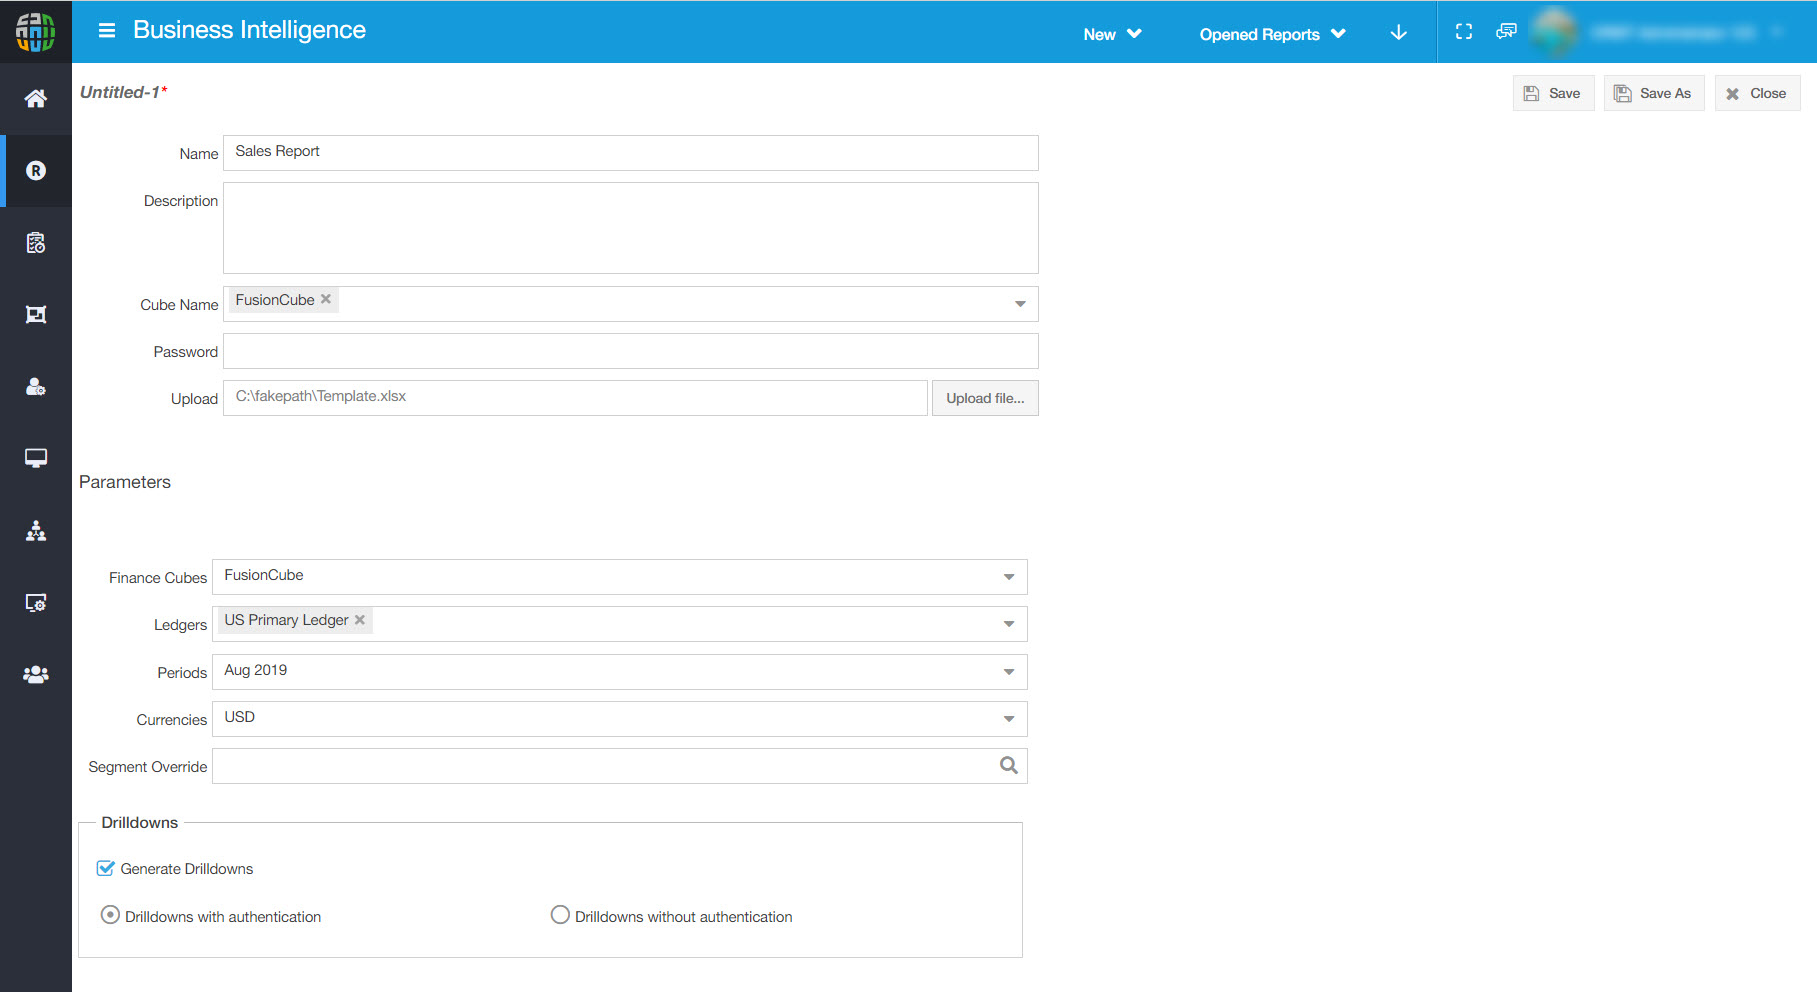 Business Intelligence
New
Opened Reports
Untitled-1*
Save
Save As
Close
Name
Sales Report
Description
Cube Name
FusionCube
Password
Upload
C:\fakepath\Template.xlsx
Upload file...
Parameters
Finance Cubes
FusionCube
Ledgers
US Primary Ledger
Periods
Aug 2019
Currencies
USD
Segment Override
Drilldowns
Generate Drilldowns
Drilldowns with authentication
Drilldowns without authentication